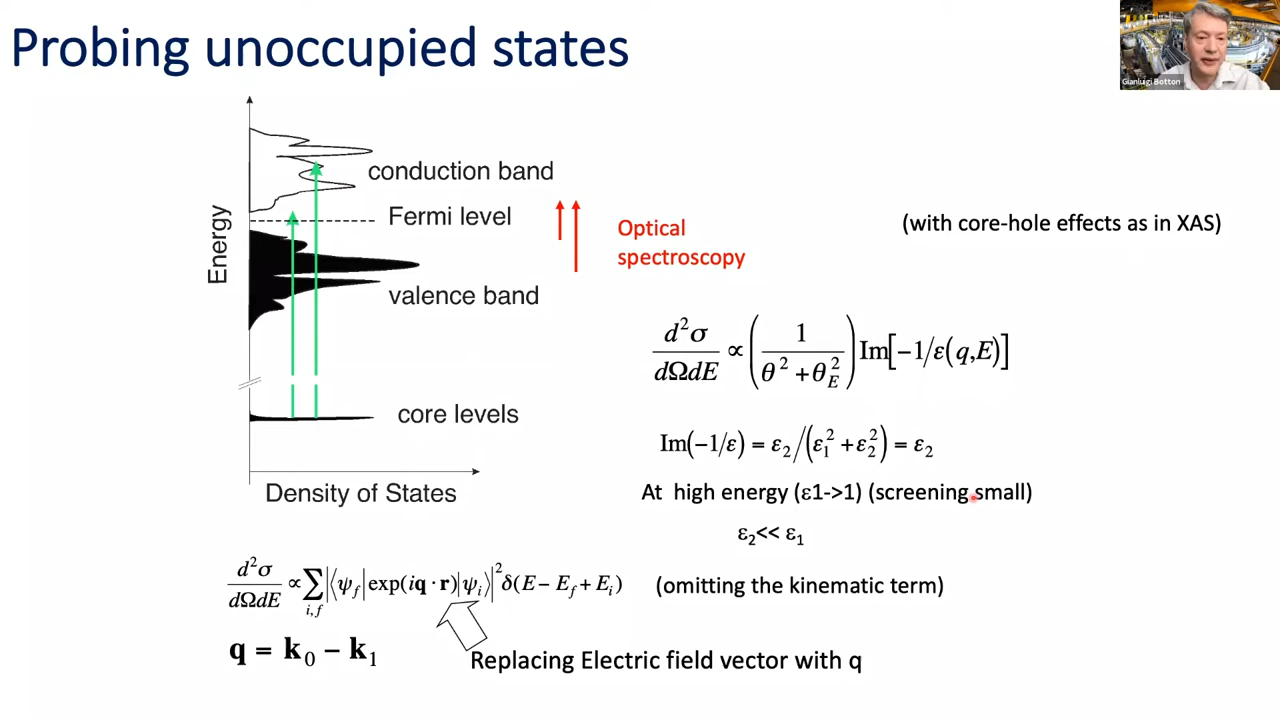 Probing unoccupied states
Gianluigi Botton
conduction band
Fermi level
Energy
valence band
core levels
Density of States
Optical
spectroscopy
(with core-hole effects as in XAS)
d²σ/dΩdE ∝ (1/(θ² + θ_E²)) Im[−1/ε(q,E)]
Im(−1/ε) = ε₂/(ε₁² + ε₂²) = ε₂
At high energy (ε1->1) (screening small)
ε₂<< ε₁
d²σ/dΩdE ∝ ∑_{i,f} |⟨ψ_f|exp(iq · r)|ψ_i⟩|² δ(E − E_f + E_i) (omitting the kinematic term)
q = k₀ − k₁
Replacing Electric field vector with q